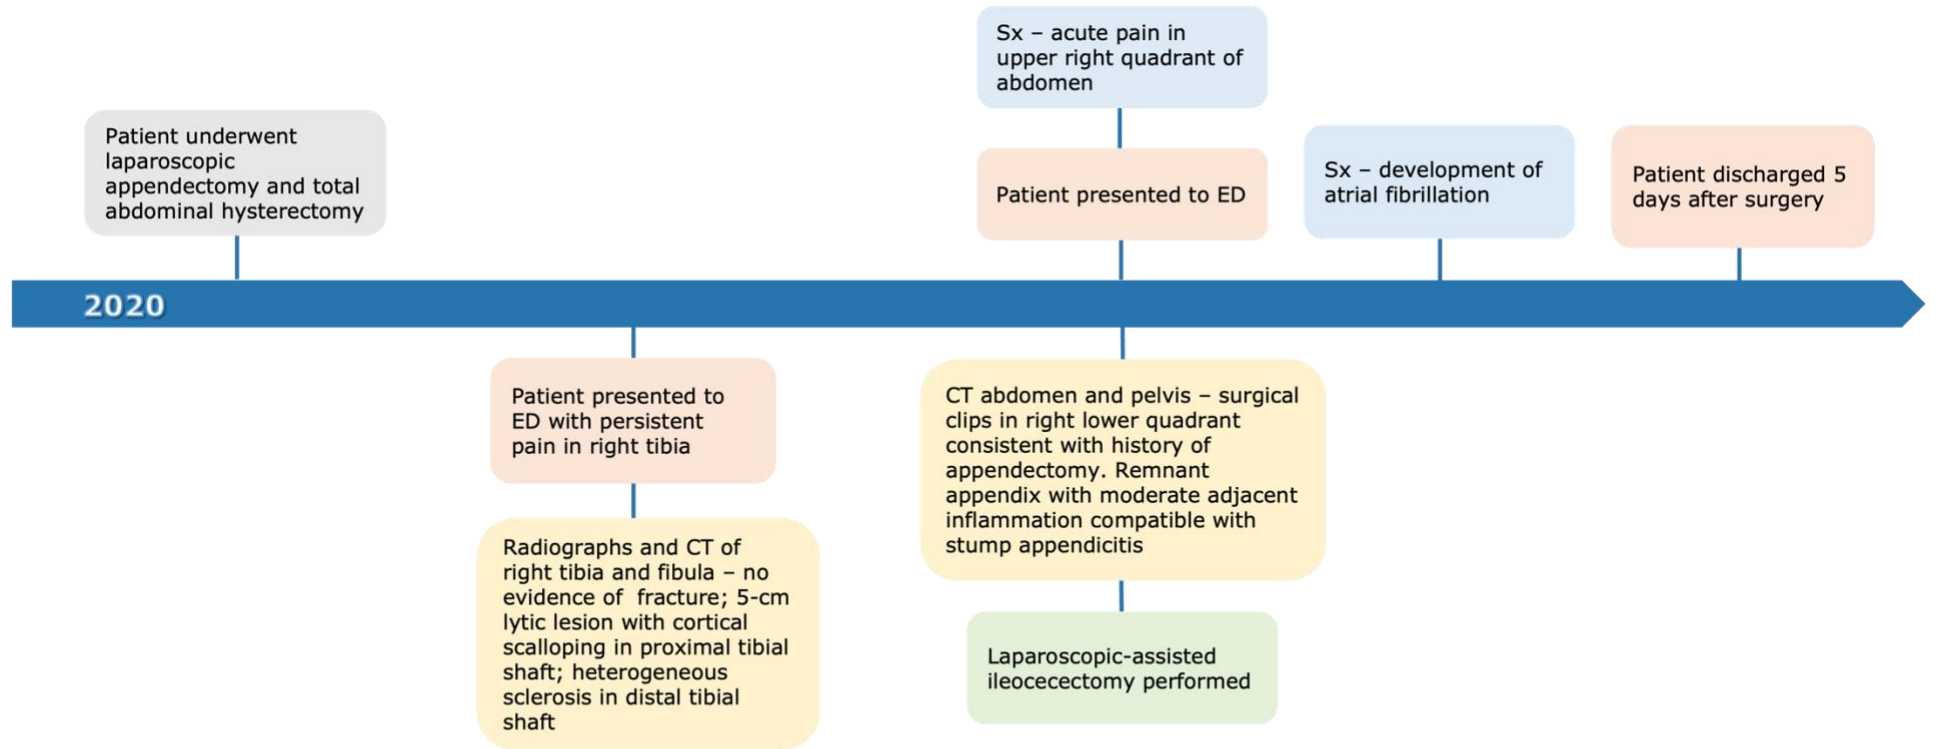 Patient underwent
laparoscopic
appendectomy and total
abdominal hysterectomy
2020
Patient presented to
ED with persistent
pain in right tibia
Radiographs and CT of
right tibia and fibula – no
evidence of  fracture; 5-cm
lytic lesion with cortical
scalloping in proximal tibial
shaft; heterogeneous
sclerosis in distal tibial
shaft
Sx – acute pain in
upper right quadrant of
abdomen
Patient presented to ED
CT abdomen and pelvis – surgical
clips in right lower quadrant
consistent with history of
appendectomy. Remnant
appendix with moderate adjacent
inflammation compatible with
stump appendicitis
Laparoscopic-assisted
ileocecectomy performed
Sx – development of
atrial fibrillation
Patient discharged 5
days after surgery